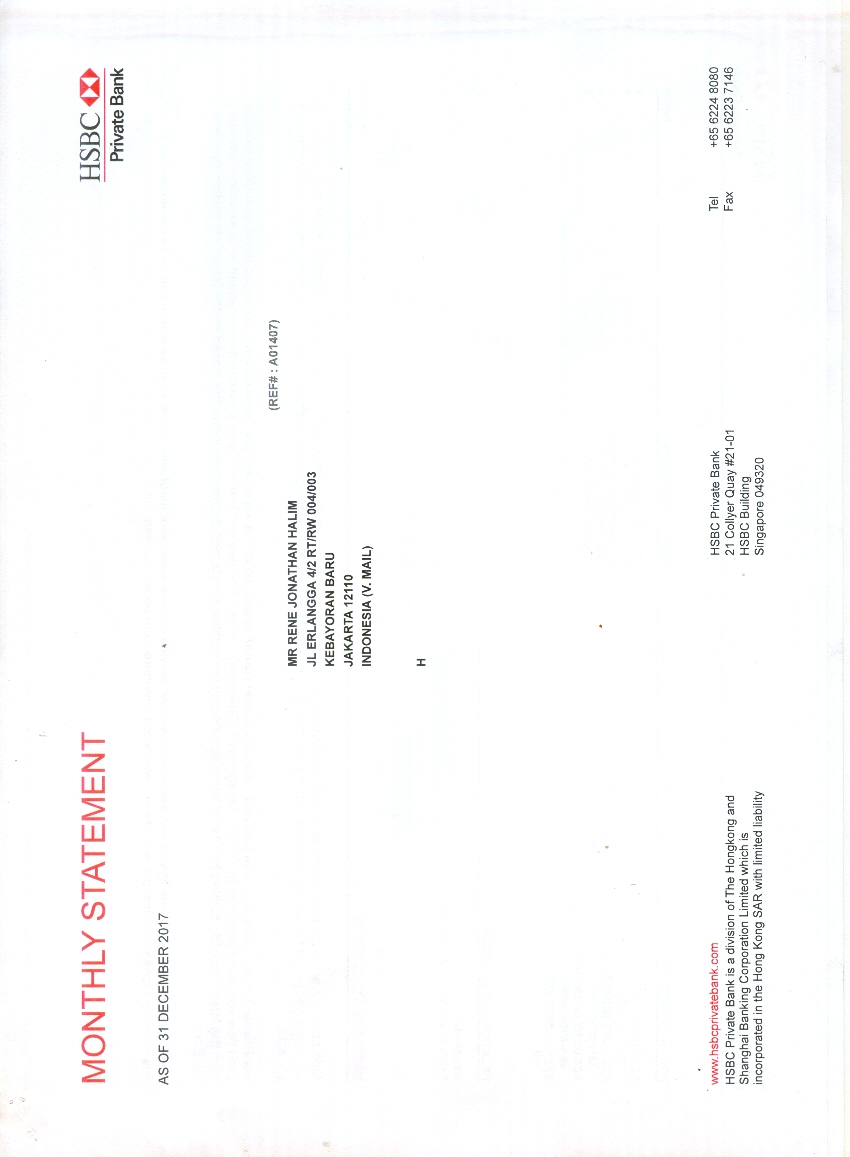 MONTHLY STATEMENT
HSBC
Private Bank
AS OF 31 DECEMBER 2017
(REF# : A01407)
MR RENE JONATHAN HALIM
JL ERLANGGA 4/2 RT/RW 004/003
KEBAYORAN BARU
JAKARTA 12110
INDONESIA (V. MAIL)
H
www.hsbcprivatebank.com
HSBC Private Bank is a division of The Hongkong and
Shanghai Banking Corporation Limited which is
incorporated in the Hong Kong SAR with limited liability
HSBC Private Bank
21 Collyer Quay #21-01
HSBC Building
Singapore 049320
Tel +65 6224 8080
Fax +65 6223 7146